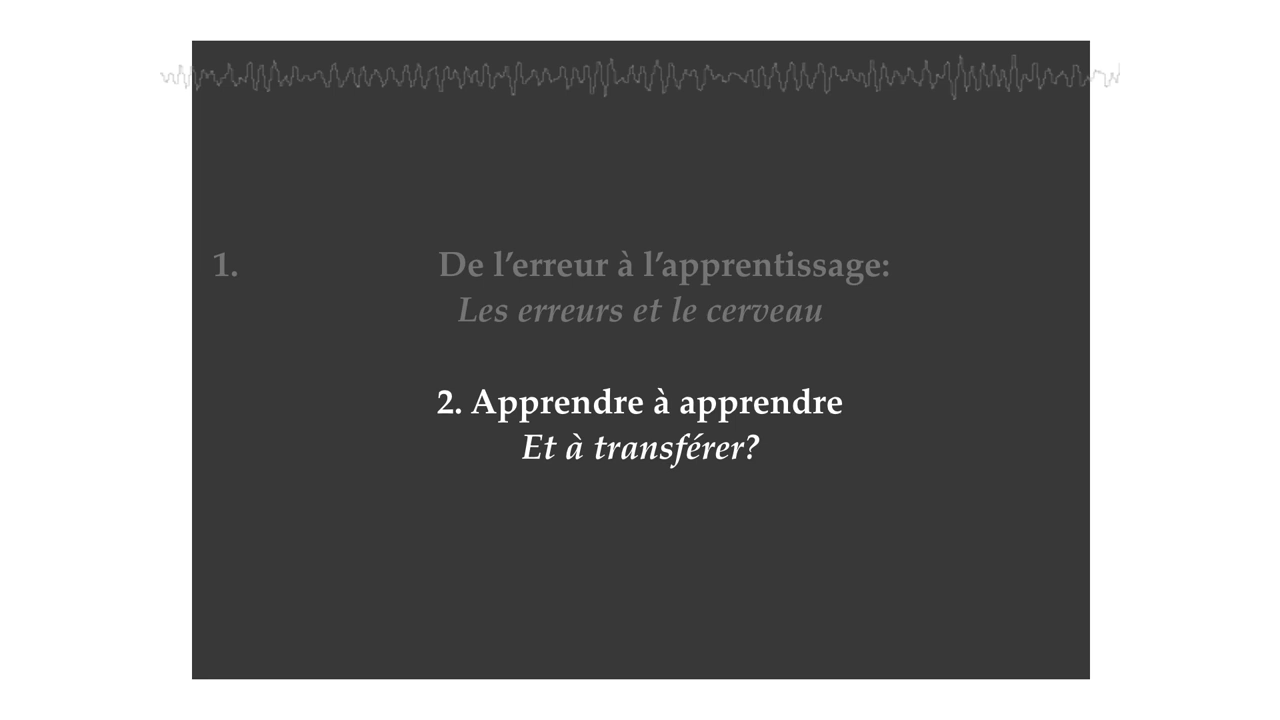 1. De l’erreur à l’apprentissage:
Les erreurs et le cerveau
2. Apprendre à apprendre
Et à transférer?